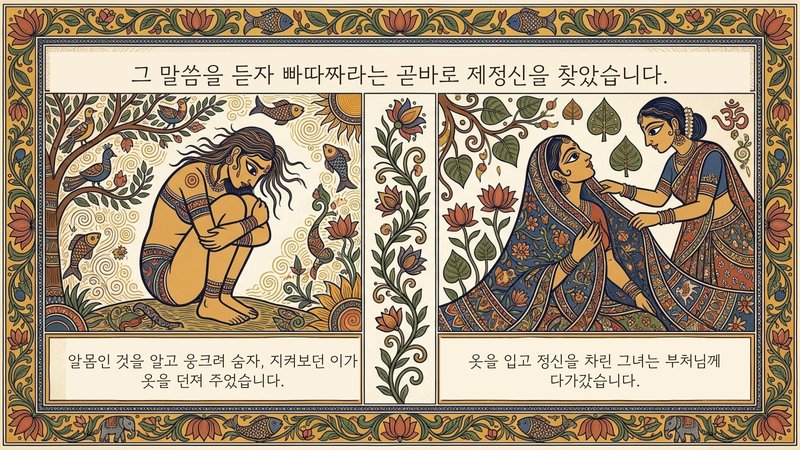 그 말씀을 듣자 빠따짜라는 곧바로 제정신을 찾았습니다.
알몸인 것을 알고 웅크려 숨자, 지켜보던 이가
옷을 던져 주었습니다.
ॐ
옷을 입고 정신을 차린 그녀는 부처님께
다가갔습니다.